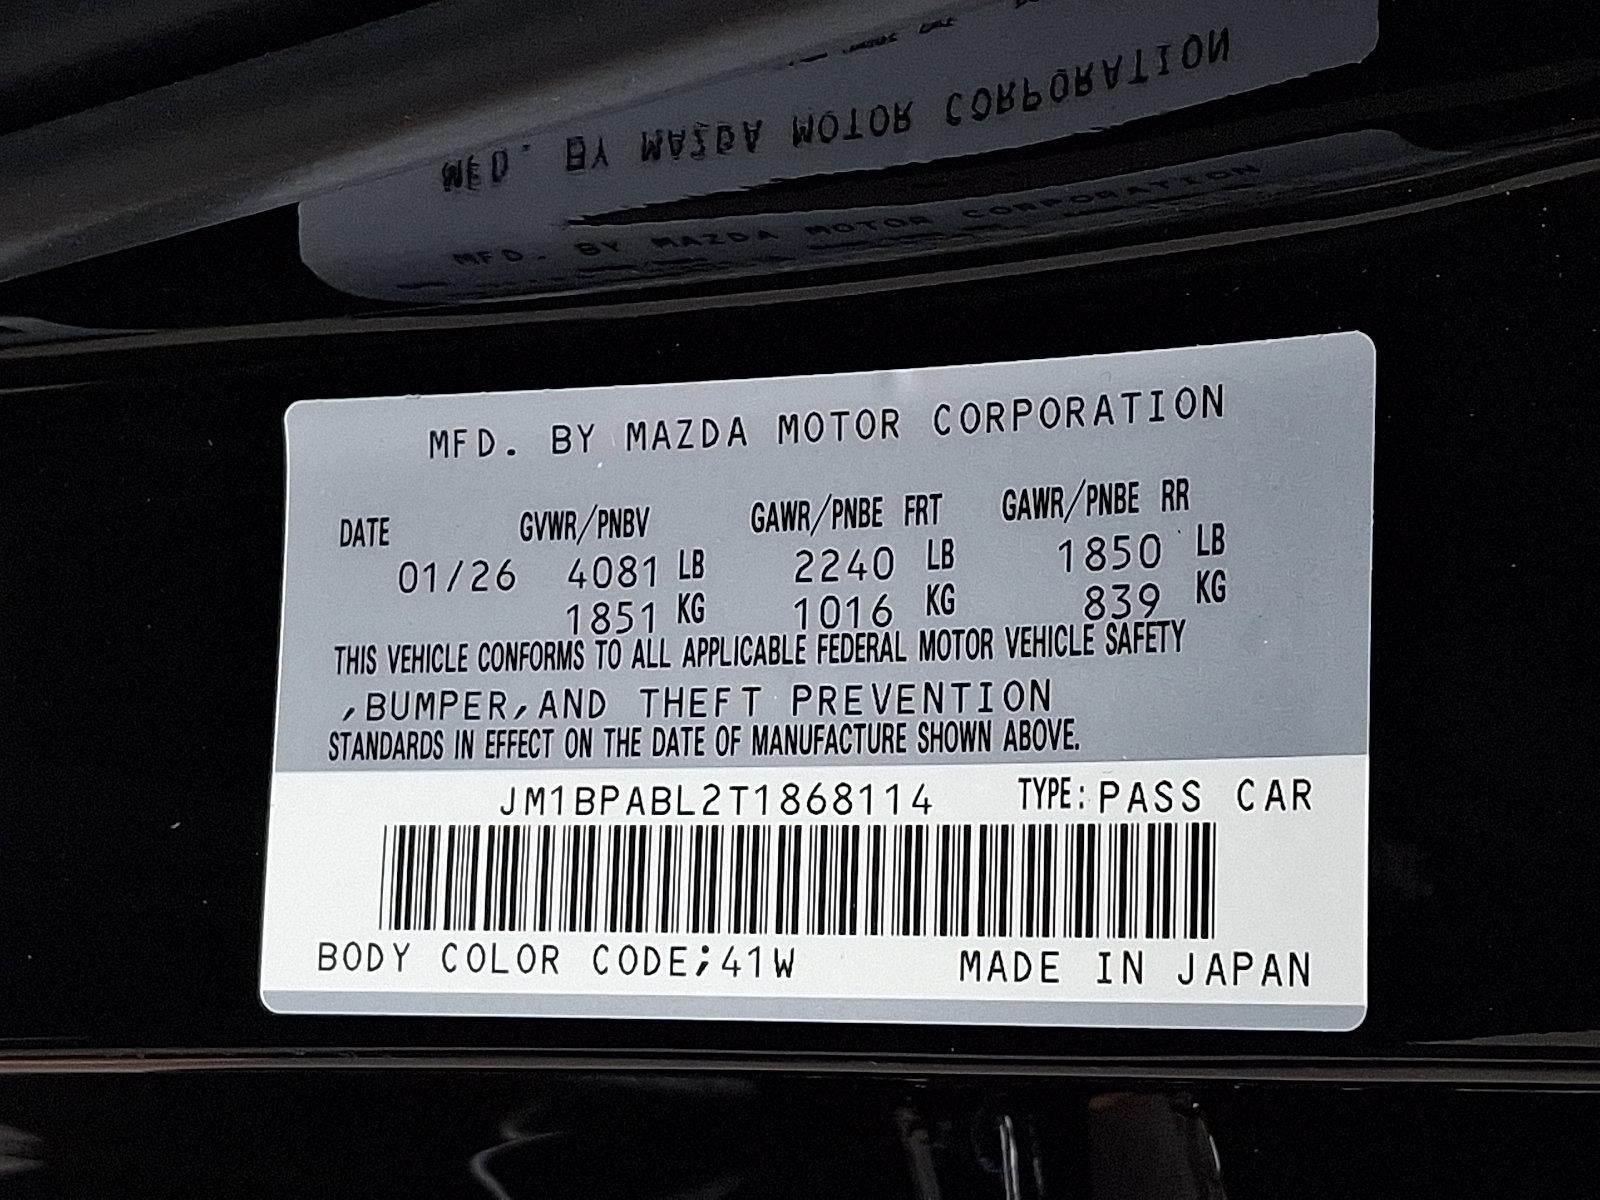 MFD. BY MAZDA MOTOR CORPORATION
MFD. BY MAZDA MOTOR CORPORATION
MFD. BY MAZDA MOTOR CORPORATION
DATE GVWR/PNBV GAWR/PNBE FRT GAWR/PNBE RR
01/26 4081 LB 2240 LB 1850 LB
1851 KG 1016 KG 839 KG
THIS VEHICLE CONFORMS TO ALL APPLICABLE FEDERAL MOTOR VEHICLE SAFETY
,BUMPER,AND THEFT PREVENTION
STANDARDS IN EFFECT ON THE DATE OF MANUFACTURE SHOWN ABOVE.
JM1BPABL2T1868114 TYPE: PASS CAR
BODY COLOR CODE;41W MADE IN JAPAN